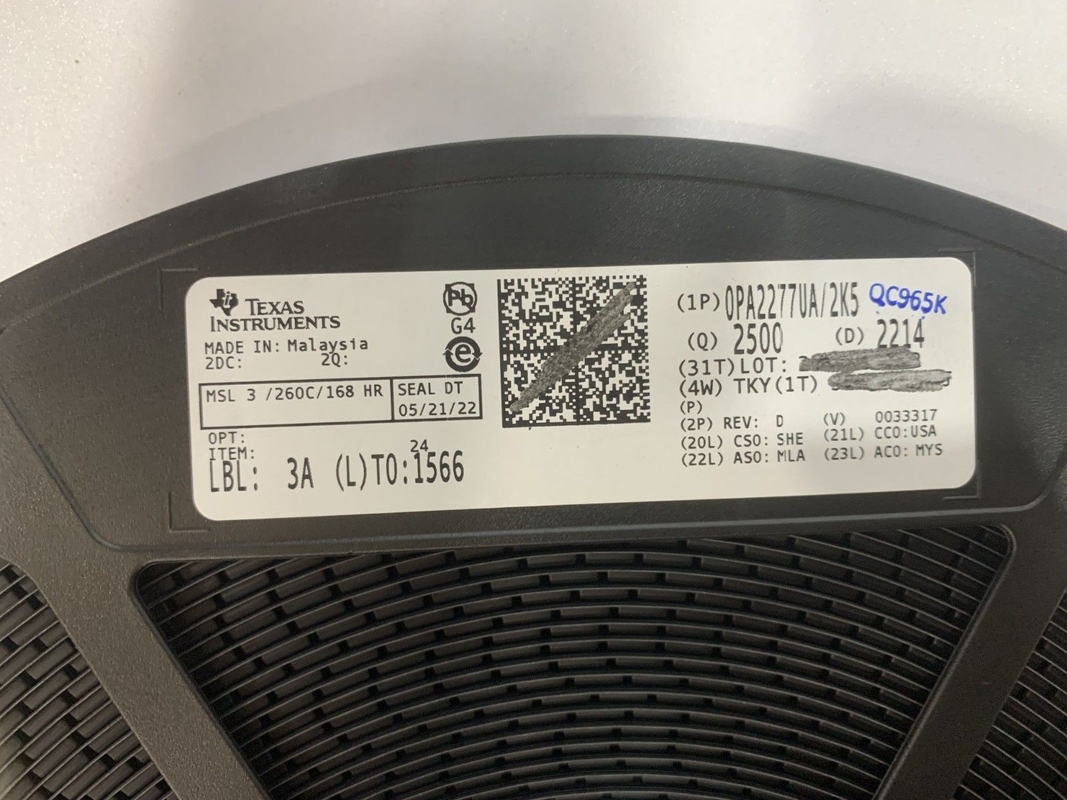 TEXAS
INSTRUMENTS
MADE IN: Malaysia
2DC: 2Q:
Pb
G4
e
MSL 3 /260C/168 HR
SEAL DT
05/21/22
OPT:
ITEM:
24
LBL: 3A (L)TO:1566
(1P) OPA2277UA/2K5 QC965K
(Q) 2500 (D) 2214
(31T)LOT:
(4W) TKY(1T)
(P)
(2P) REV: D (V) 0033317
(20L) CSO: SHE (21L) CCO:USA
(22L) ASO: MLA (23L) ACO: MYS